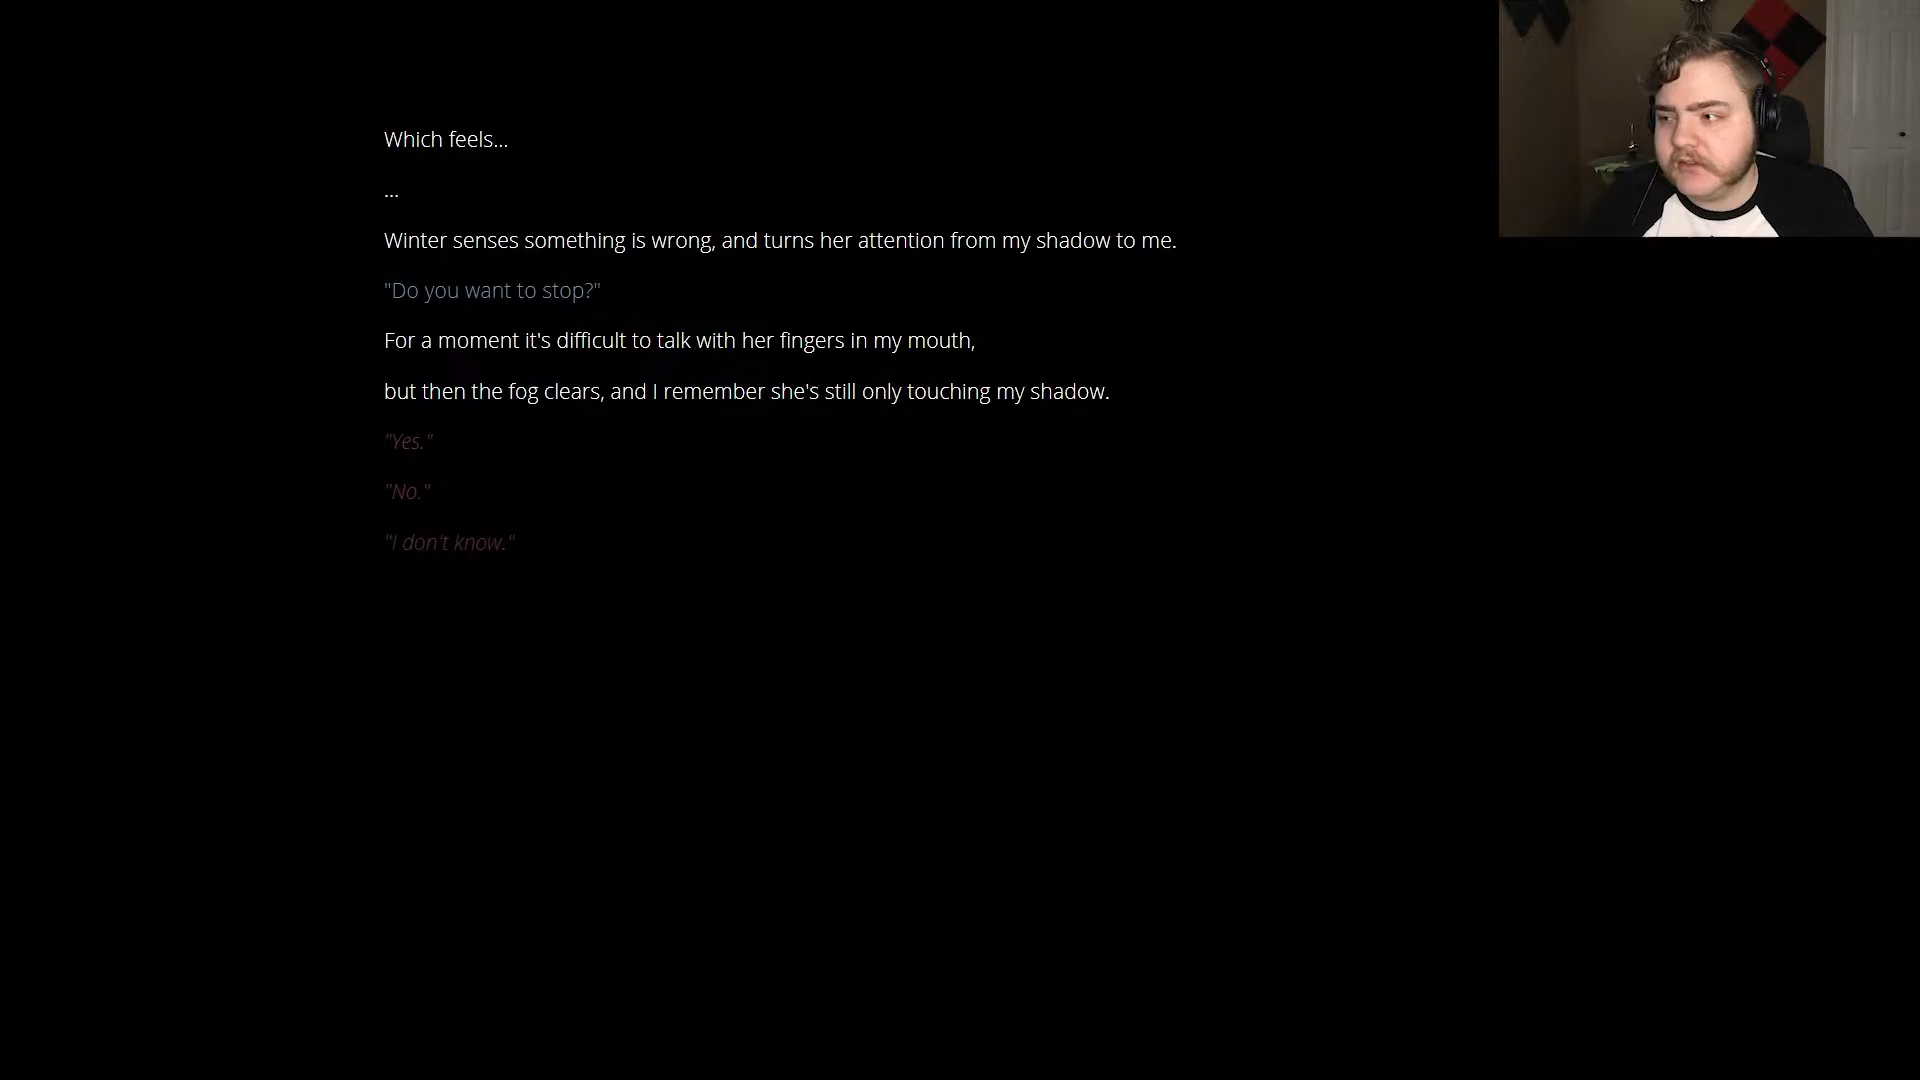 Which feels...
...
Winter senses something is wrong, and turns her attention from my shadow to me.
"Do you want to stop?"
For a moment it's difficult to talk with her fingers in my mouth,
but then the fog clears, and I remember she's still only touching my shadow.
"Yes."
"No."
"I don't know."